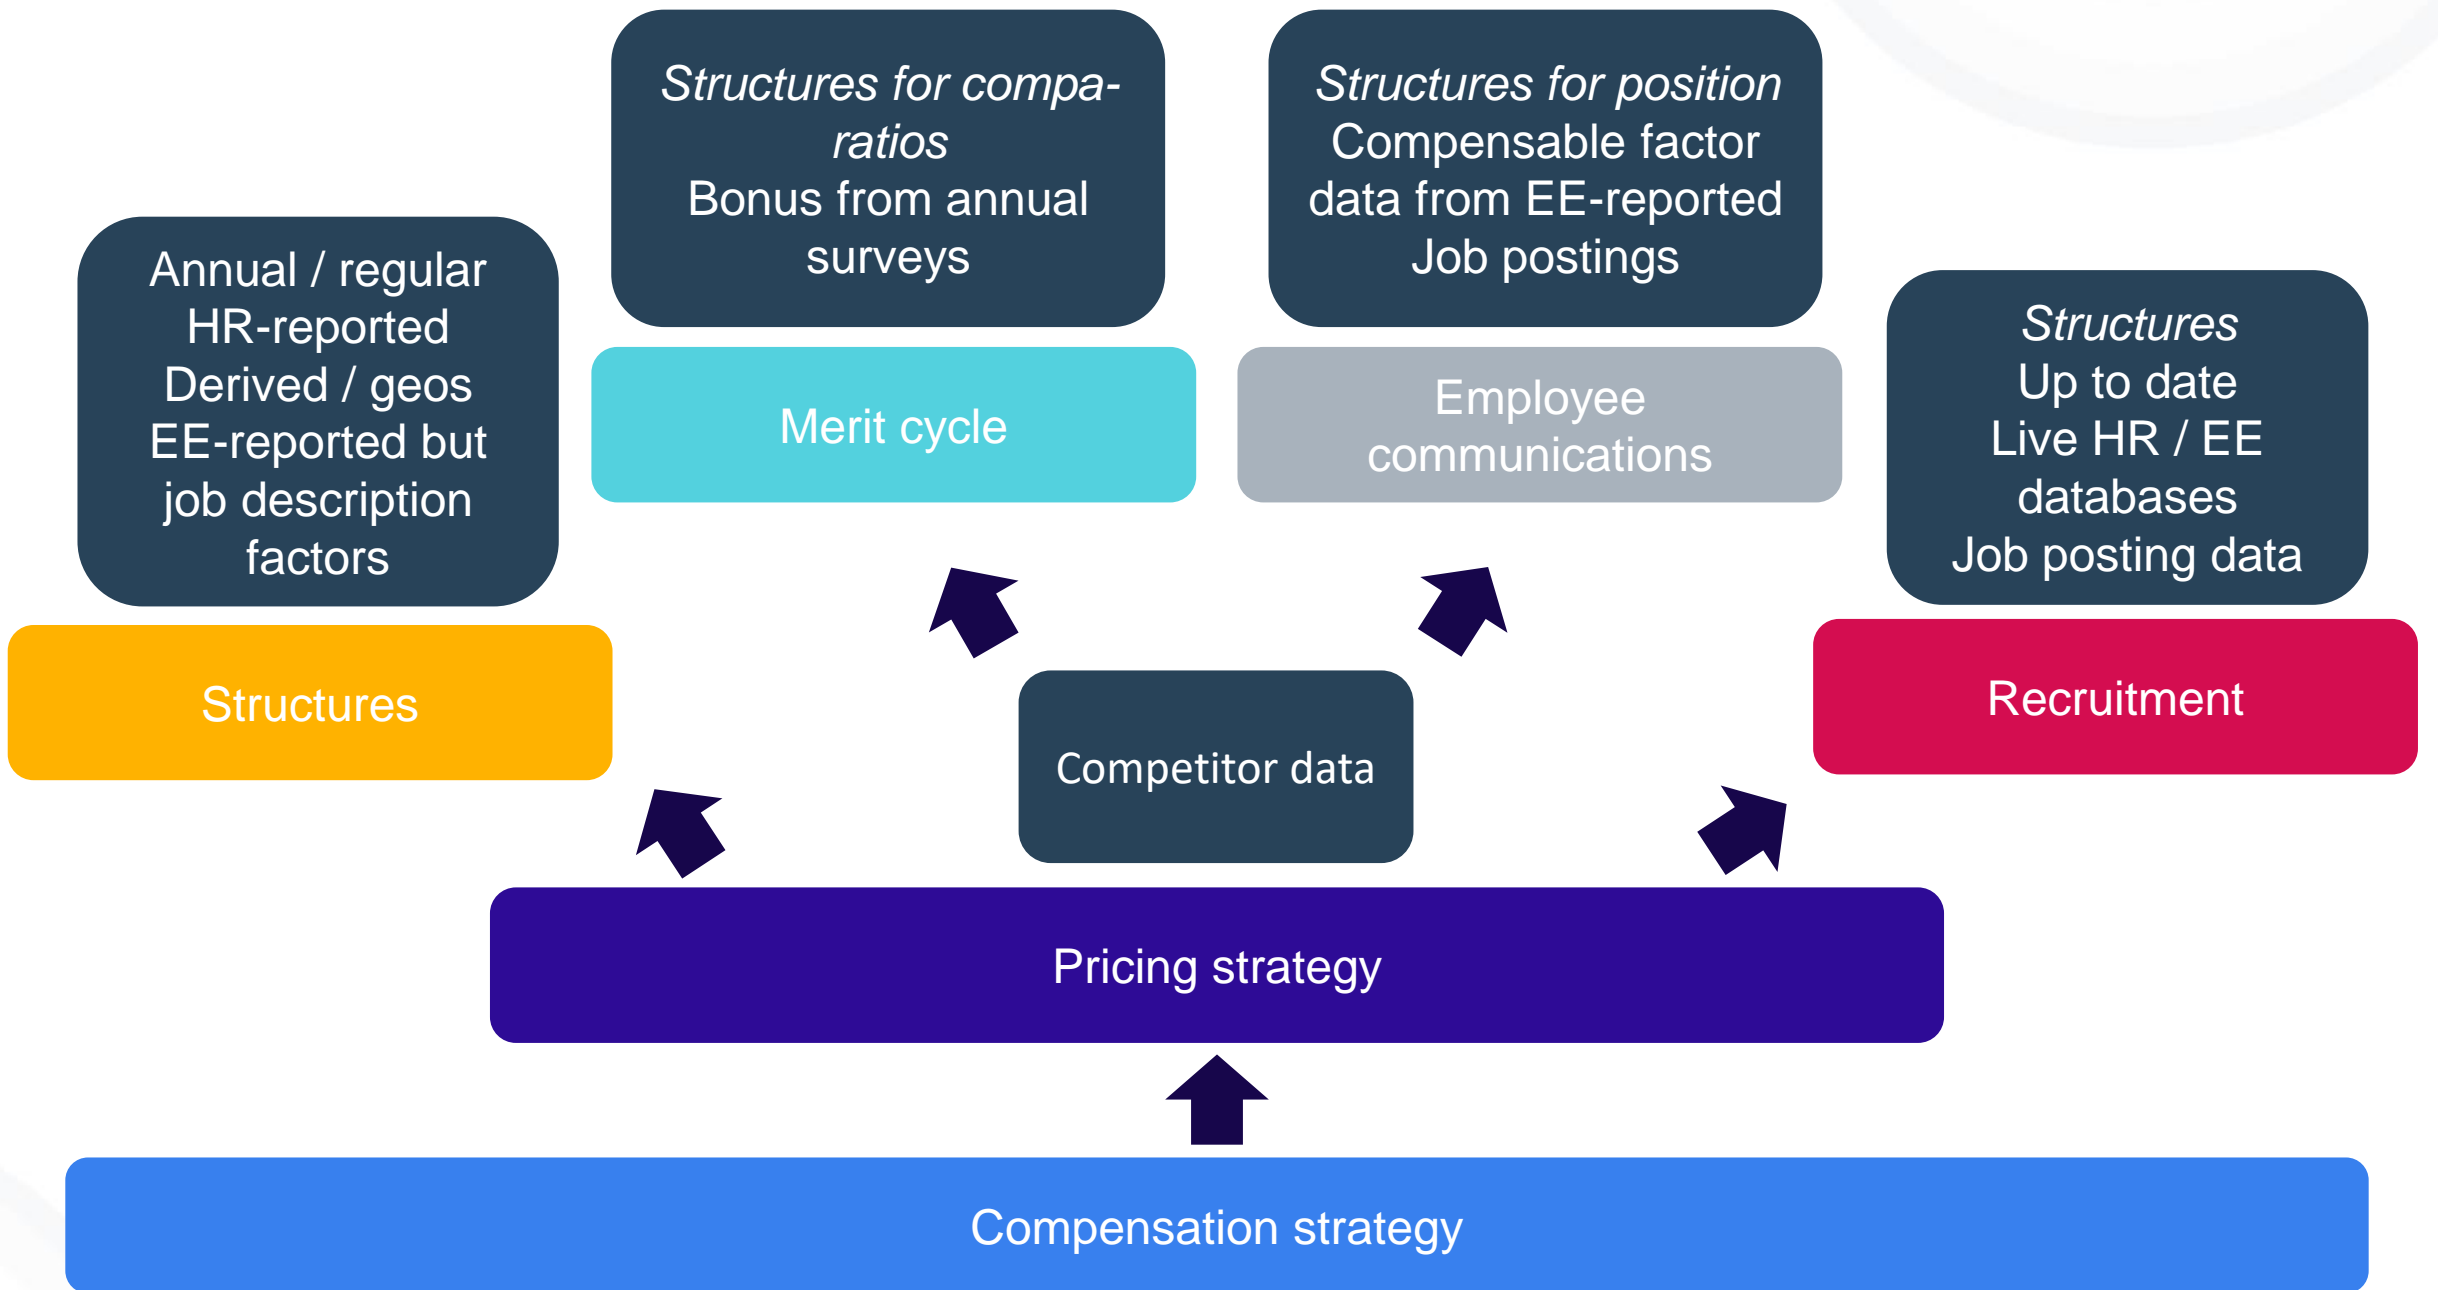 Structures for compa-
ratios
Bonus from annual
surveys
Structures for position
Compensable factor
data from EE-reported
Job postings
Annual / regular
HR-reported
Derived / geos
EE-reported but
job description
factors
Structures
Up to date
Live HR / EE
databases
Job posting data
Merit cycle
Employee
communications
Structures
Recruitment
Competitor data
Pricing strategy
Compensation strategy